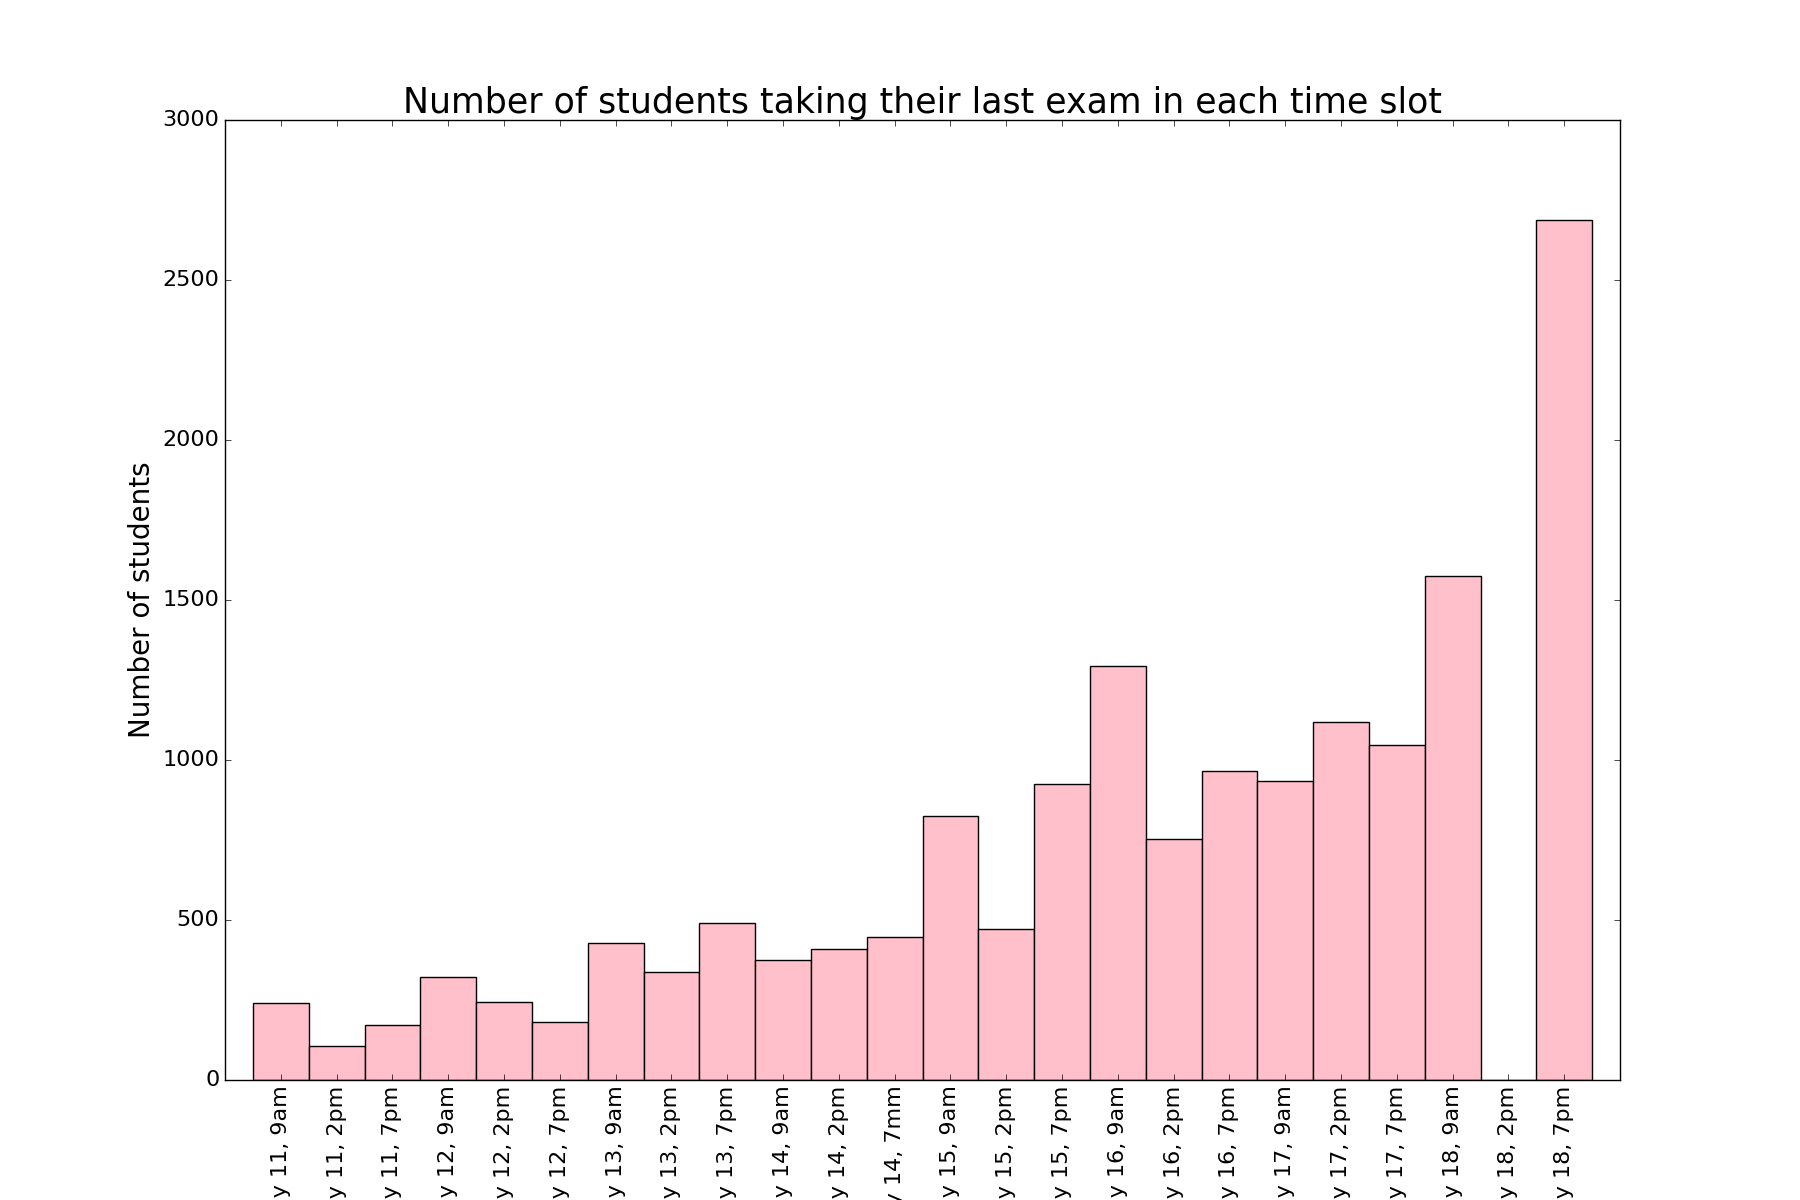 Number of students taking their last exam in each time slot
3000
2500
2000
1500
1000
500
0
Number of students
y 11, 9am
y 11, 2pm
y 11, 7pm
y 12, 9am
y 12, 2pm
y 12, 7pm
y 13, 9am
y 13, 2pm
y 13, 7pm
y 14, 9am
y 14, 2pm
y 14, 7mm
y 15, 9am
y 15, 2pm
y 15, 7pm
y 16, 9am
y 16, 2pm
y 16, 7pm
y 17, 9am
y 17, 2pm
y 17, 7pm
y 18, 9am
y 18, 2pm
y 18, 7pm